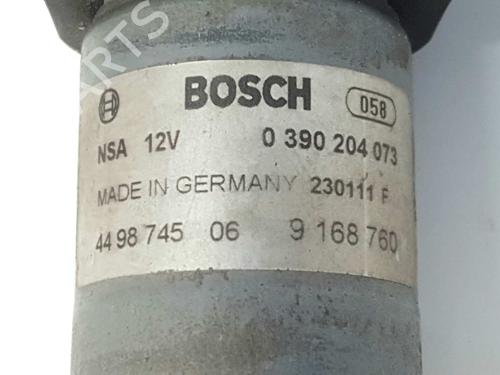 PARTS
BOSCH 058
NSA 12V 0 390 204 073
MADE IN GERMANY 230111 F
44 98 745 06 9 168 760